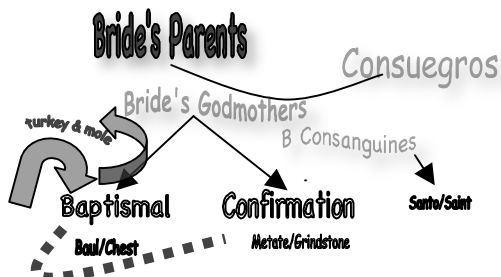 Bride's Parents
Consuegros
Bride's Godmothers
Turkey & mole
B Consanguines
Baptismal
Confirmation
Santo/Saint
Baul/Chest
Metate/Grindstone